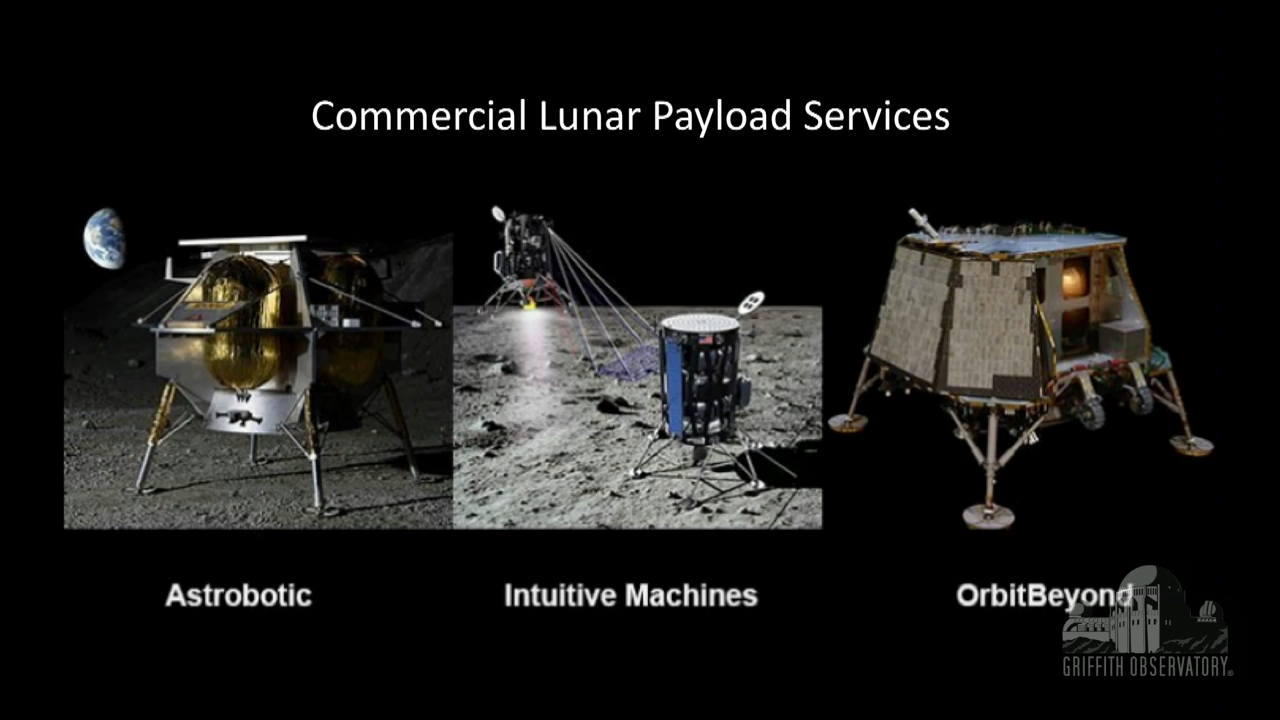 Commercial Lunar Payload Services
Astrobotic
Intuitive Machines
OrbitBeyond
GRIFFITH OBSERVATORY®